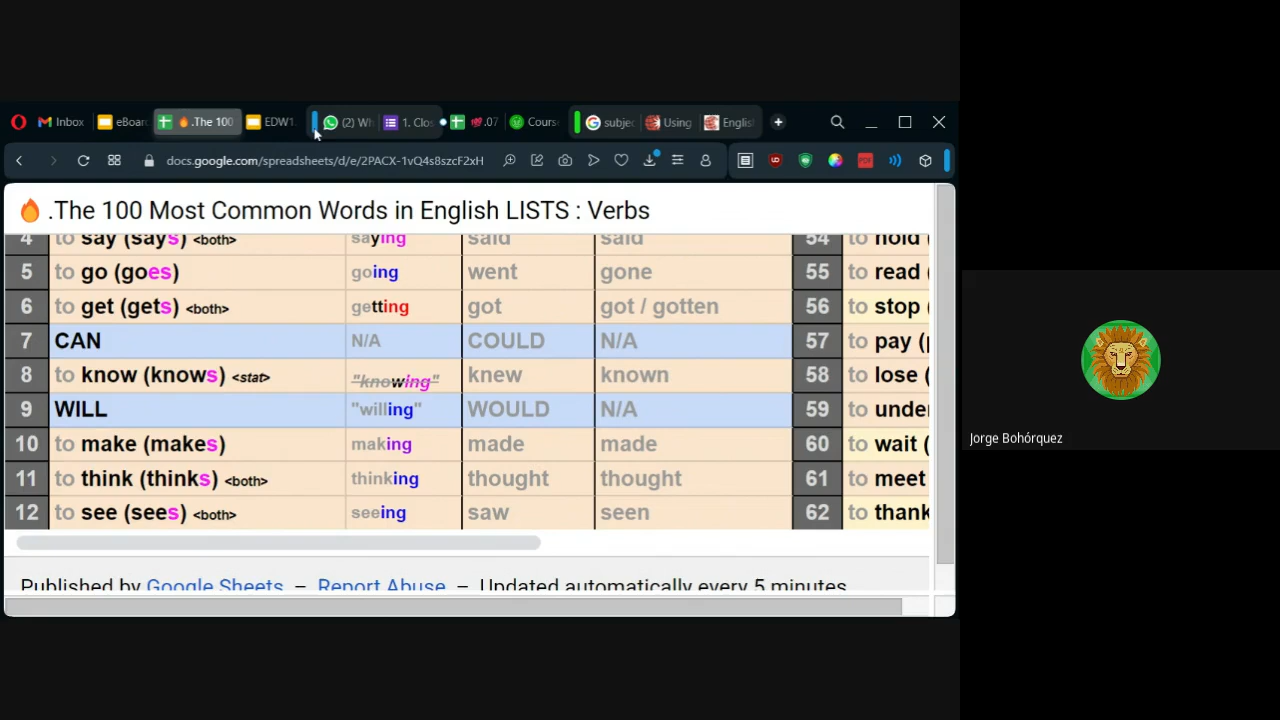 Inbox eBoar .The 100 EDW1 (2) Wh 1. Clos .07 Cours subjec Using Englis
docs.google.com/spreadsheets/d/e/2PACX-1vQ4s8szcF2xH
.The 100 Most Common Words in English LISTS : Verbs
4 to say (says) <both> saying said said 54 to hold (
5 to go (goes) going went gone 55 to read (
6 to get (gets) <both> getting got got / gotten 56 to stop (
7 CAN N/A COULD N/A 57 to pay (
8 to know (knows) <stat> "knowing" knew known 58 to lose (
9 WILL "willing" WOULD N/A 59 to under
10 to make (makes) making made made 60 to wait (
11 to think (thinks) <both> thinking thought thought 61 to meet
12 to see (sees) <both> seeing saw seen 62 to thank
Published by Google Sheets – Report Abuse – Updated automatically every 5 minutes
Jorge Bohórquez